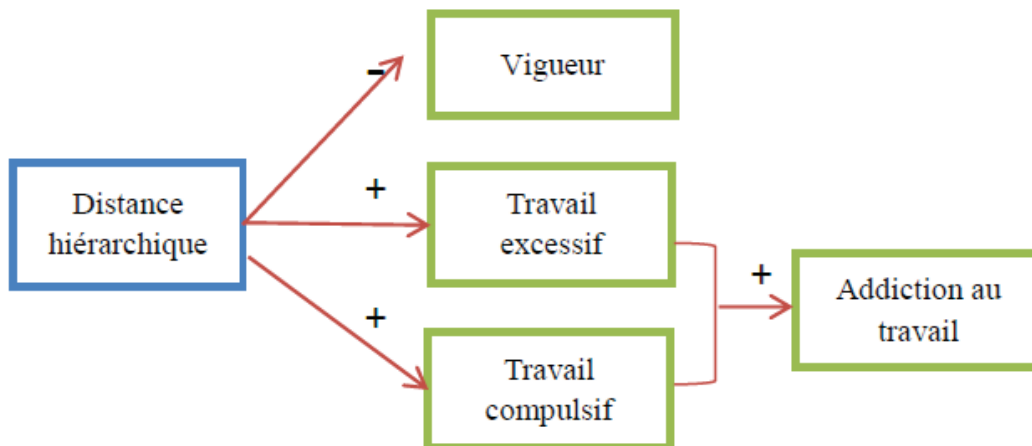 -
Vigueur
Distance
hiérarchique
+
Travail
excessif
+
Addiction au
travail
+
Travail
compulsif